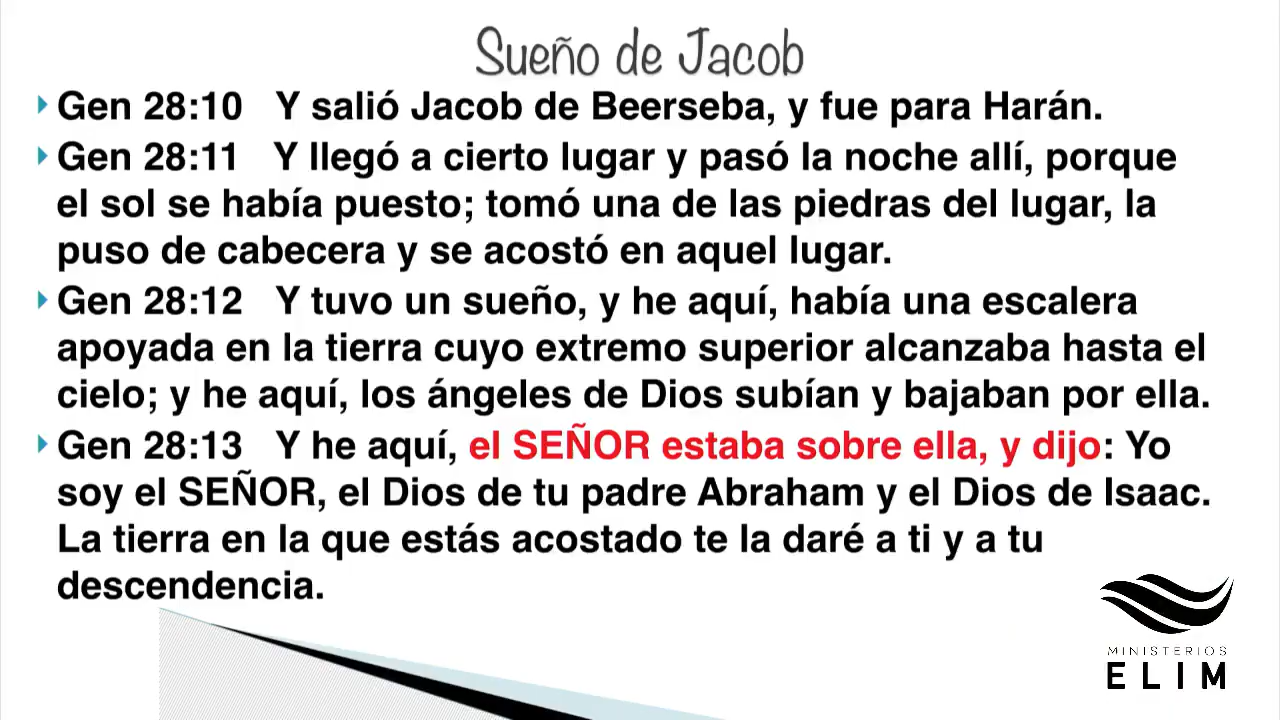 Sueño de Jacob
Gen 28:10 Y salió Jacob de Beerseba, y fue para Harán.
Gen 28:11 Y llegó a cierto lugar y pasó la noche allí, porque
el sol se había puesto; tomó una de las piedras del lugar, la
puso de cabecera y se acostó en aquel lugar.
Gen 28:12 Y tuvo un sueño, y he aquí, había una escalera
apoyada en la tierra cuyo extremo superior alcanzaba hasta el
cielo; y he aquí, los ángeles de Dios subían y bajaban por ella.
Gen 28:13 Y he aquí, el SEÑOR estaba sobre ella, y dijo: Yo
soy el SEÑOR, el Dios de tu padre Abraham y el Dios de Isaac.
La tierra en la que estás acostado te la daré a ti y a tu
descendencia.
MINISTERIOS
ELIM